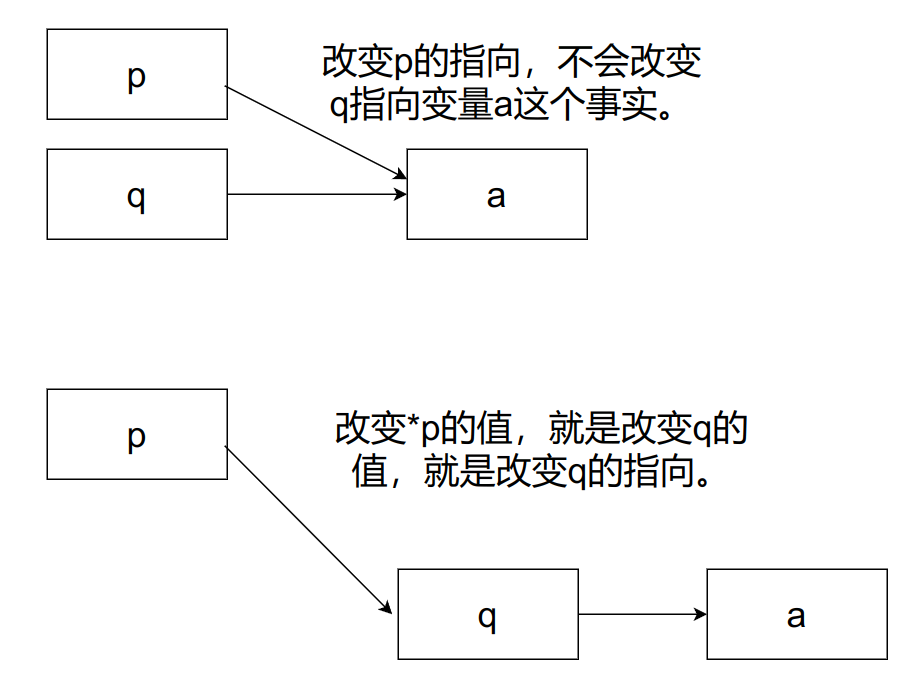 p
改变p的指向，不会改变
q指向变量a这个事实。
q
a
p
改变*p的值，就是改变q的
值，就是改变q的指向。
q
a